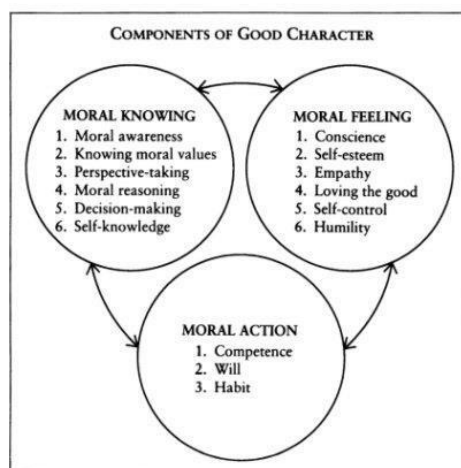 COMPONENTS OF GOOD CHARACTER
MORAL KNOWING
1. Moral awareness
2. Knowing moral values
3. Perspective-taking
4. Moral reasoning
5. Decision-making
6. Self-knowledge
MORAL FEELING
1. Conscience
2. Self-esteem
3. Empathy
4. Loving the good
5. Self-control
6. Humility
MORAL ACTION
1. Competence
2. Will
3. Habit